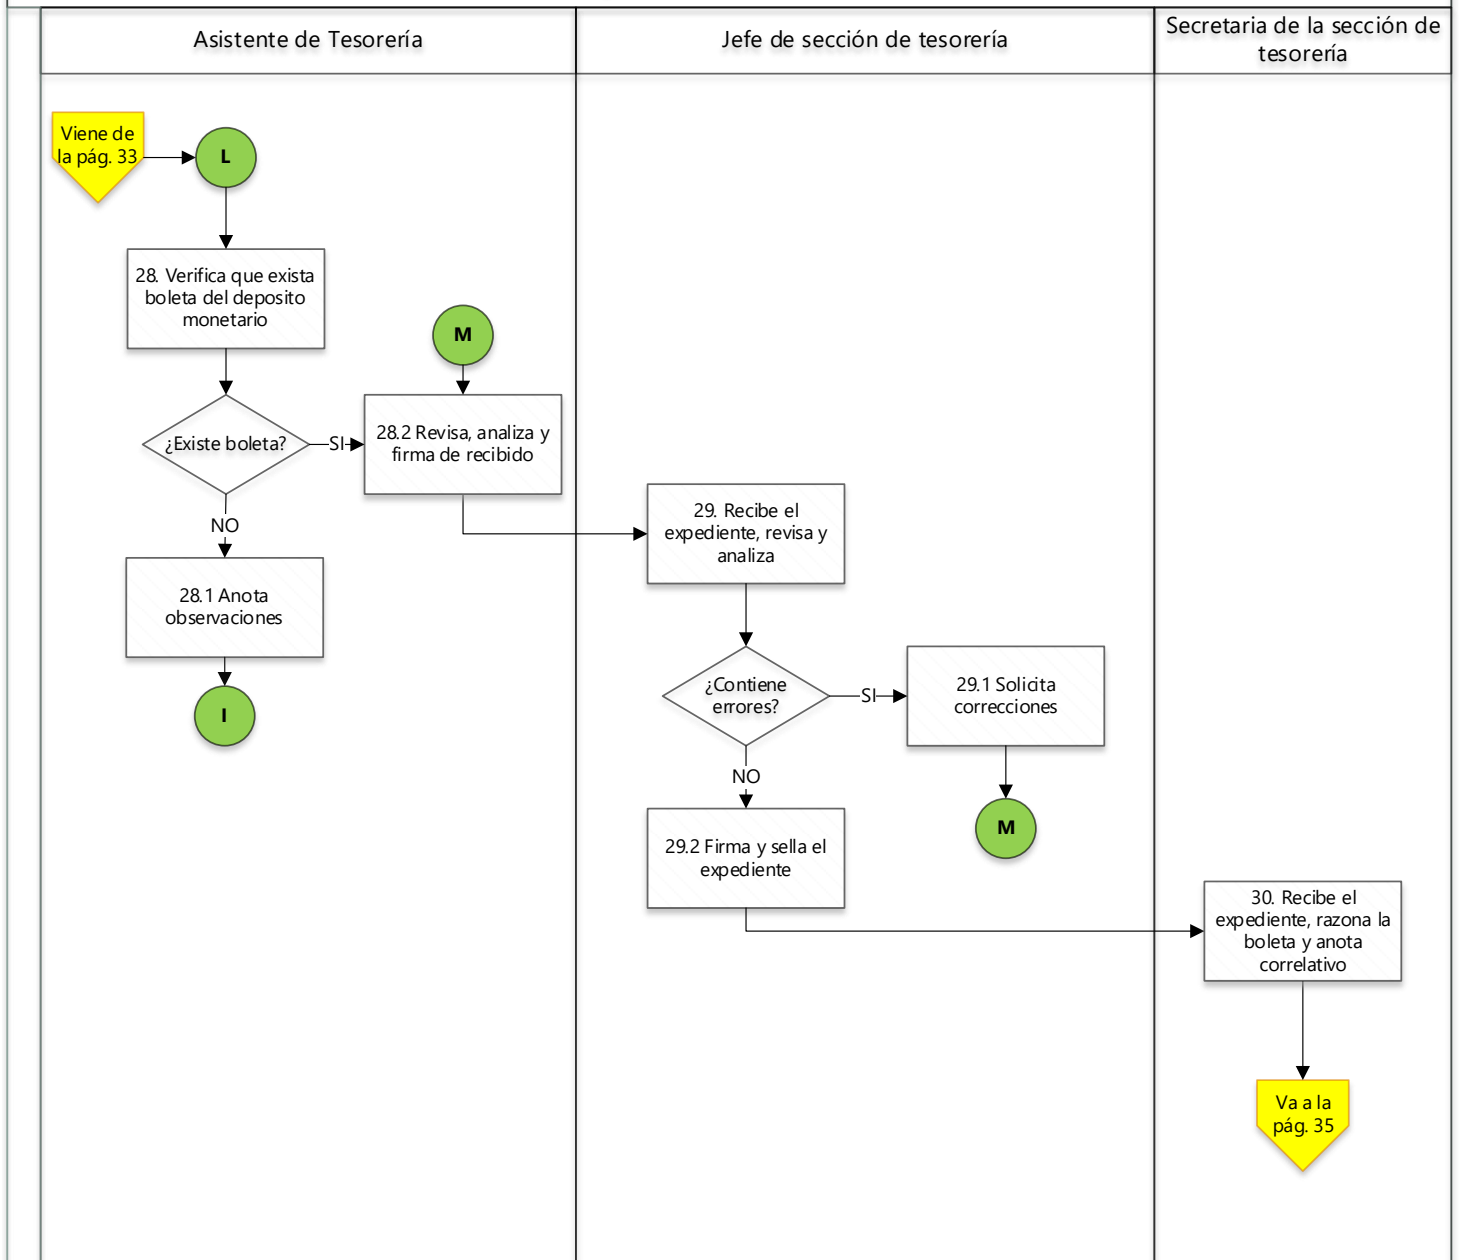 Asistente de Tesorería
Jefe de sección de tesorería
Secretaria de la sección de
tesorería
Viene de
la pág. 33
L
28. Verifica que exista
boleta del deposito
monetario
M
¿Existe boleta?
SI
28.2 Revisa, analiza y
firma de recibido
NO
28.1 Anota
observaciones
I
29. Recibe el
expediente, revisa y
analiza
¿Contiene
errores?
SI
29.1 Solicita
correcciones
NO
M
29.2 Firma y sella el
expediente
30. Recibe el
expediente, razona la
boleta y anota
correlativo
Va a la
pág. 35